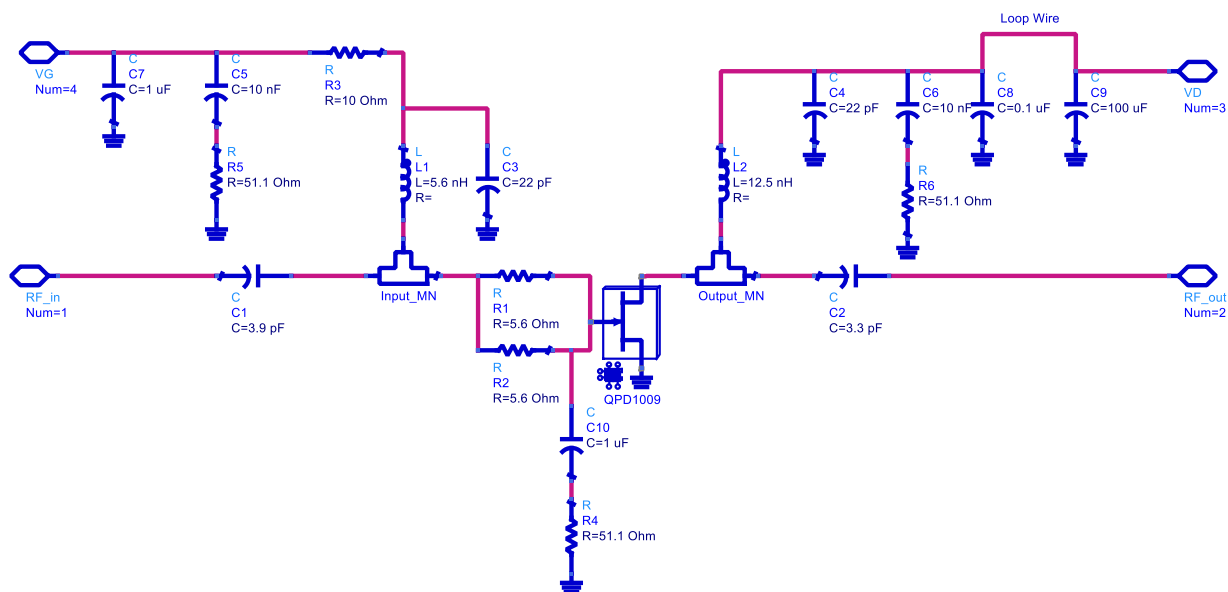 Loop Wire
VG
Num=4
C
C7
C=1 uF
C
C5
C=10 nF
R
R3
R=10 Ohm
R
R5
R=51.1 Ohm
L
L1
L=5.6 nH
R=
C
C3
C=22 pF
L
L2
L=12.5 nH
R=
C
C4
C=22 pF
C
C6
C=10 nF
R
R6
R=51.1 Ohm
C
C8
C=0.1 uF
C
C9
C=100 uF
VD
Num=3
RF_in
Num=1
C
C1
C=3.9 pF
Input_MN
R
R1
R=5.6 Ohm
R
R2
R=5.6 Ohm
QPD1009
Output_MN
C
C2
C=3.3 pF
RF_out
Num=2
C
C10
C=1 uF
R
R4
R=51.1 Ohm